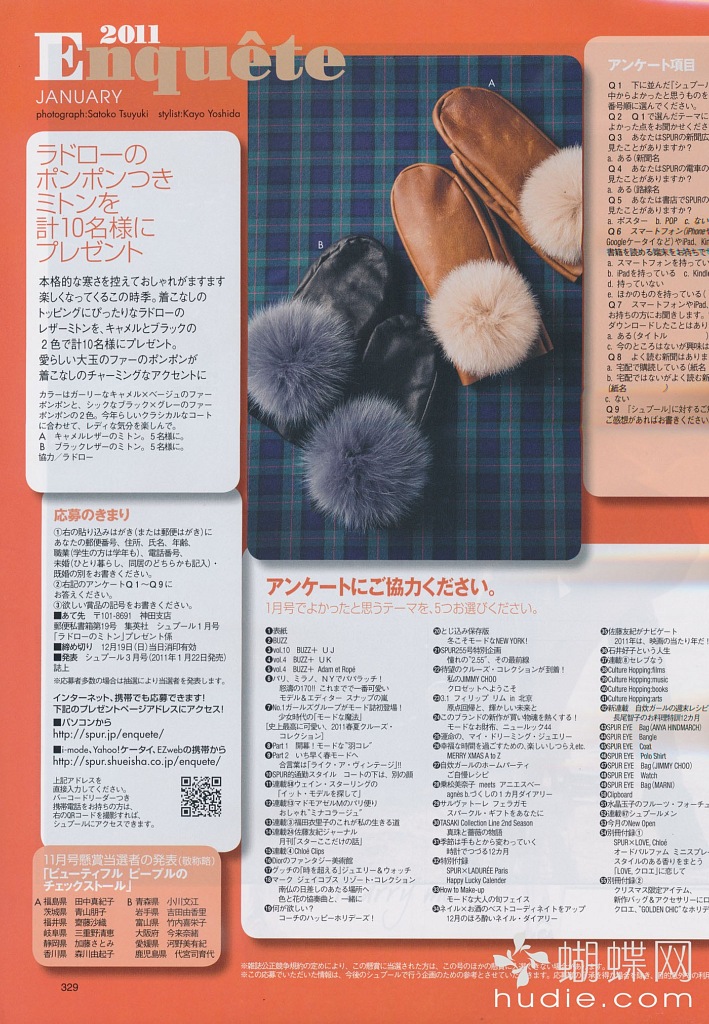 2011
Enquête
JANUARY
photograph:Satoko Tsuyuki stylist:Kayo Yoshida
ラドローの
ポンポンつき
ミトンを
計10名様に
プレゼント
本格的な寒さを控えておしゃれがますます
楽しくなってくるこの時季。着こなしの
トッピングにぴったりなラドローの
レザーミトンを、キャメルとブラックの
2色で計10名様にプレゼント。
愛らしい大玉のファーのポンポンが
着こなしのチャーミングなアクセントに
カラーはガーリーなキャメル×ベージュのファー
ポンポンと、シックなブラック×グレーのファー
ポンポンの2色。今年らしいクラシカルなコート
に合わせて、レディな気分を楽しんで。
A キャメルレザーのミトン。5名様に。
B ブラックレザーのミトン。5名様に。
協力／ラドロー
A
B
応募のきまり
①右の貼り込みはがき(または郵便はがき)に
あなたの郵便番号、住所、氏名、年齢、
職業(学生の方は学年も)、電話番号、
未婚(ひとり暮らし、同居のどちらかも記入)・
既婚の別をお書きください。
②右記のアンケートQ1～Q9に
お答えください。
③欲しい賞品の記号をお書きください。
■あて先 〒101-8691 神田支店
郵便私書箱第19号 集英社 シュプール1月号
「ラドローのミトン」プレゼント係
■締め切り 12月19日(日)当日消印有効
■発表 シュプール3月号(2011年1月22日発売)
誌上
※応募者多数の場合は抽選により当選者を発表します。
インターネット、携帯でも応募できます!
下記のプレゼントページアドレスにアクセス!
■パソコンから
http://spur.jp/enquete/
■i-mode、Yahoo!ケータイ、EZwebの携帯から
http://spur.shueisha.co.jp/enquete/
上記アドレスを
直接入力してください。
バーコードリーダーつき
携帯電話をお持ちの方は、
右のQRコードを撮影すれば、
シュプールにアクセスできます。
11月号懸賞当選者の発表(敬称略)
「ビューティフル ピープルの
チェックストール」
A 福島県 田中真紀子 B 青森県 小川文江
茨城県 青山朋子 岩手県 吉田由香里
福井県 齋藤沙織 富山県 竹内喜栄子
岐阜県 三重野清恵 大阪府 今来奈緒
静岡県 加藤さとみ 愛媛県 河野美有紀
香川県 森川由起子 鹿児島県 代宮司育代
329
アンケートにご協力ください。
1月号でよかったと思うテーマを、5つお選びください。
❶表紙
❷BUZZ
❸vol.10 BUZZ＋ UJ
❹vol.4 BUZZ＋ UK
❺vol.4 BUZZ＋ Adam et Ropé
❻パリ、ミラノ、NYでパパラッチ!
怒濤の170!! これまでで一番可愛い
モデル＆エディター スナップの嵐
❼No.1ガールズグループがモード誌初登場!
少女時代の「モードな魔法」
[史上最高に可愛い、2011春夏クルーズ・
コレクション]
❽Part 1 開幕!モードな“別コレ”
❾Part 2 いち早く春モードへ
合言葉は「ライク・ア・ヴィンテージ」!!
❿SPUR的通勤スタイル コートの下は、別の顔
⓫連載 ウェイン・スターリングの
「イット・モデルを探して」
⓬連載 マドモアゼルMのパリ便り
おしゃれ“ミナコラージュ”
⓭連載 福田衣里子のこれが私の生きる道
⓮連載 佐藤友紀がジャーナル
月刊「スターここだけの話」
⓯連載 Chloé Clips
⓰Diorのファンタジー美術館
⓱グッチの「時を超える」ジュエリー＆ウォッチ
⓲マーク ジェイコブス リゾート・コレクション
南仏の日差しのあたる場所へ
色と花の協奏曲と、一緒に
⓳何が欲しい?
コーチのハッピーホリデーズ!
⓴とじ込み保存版
冬こそモードなNEW YORK!
㉑SPUR255号特別企画
憧れの“2.55”、その最前線
㉒待望のクルーズ・コレクションが到着!
私のJIMMY CHOO
クロゼットへようこそ
㉓3.1 フィリップ リム in 北京
原点回帰と、輝かしい未来と
㉔このブランドの新作が買い物魂を熱くする!
モードなお財布、ニュールック44
㉕運命の、マイ・ドリーミング・ジュエリー
㉖幸福な時間を過ごすための、楽しいしつらえetc.
MERRY XMAS A to Z
㉗自炊ガールのホームパーティ
ご自慢レシピ
㉘乗松美奈子 meets アニエスベー
agnès b.づくしの1カ月ダイアリー
㉙サルヴァトーレ フェラガモ
スパークル・ギフトをあなたに
㉚TASAKI Collection Line 2nd Season
真珠と薔薇の物語
㉛季節は手もとから変わっていく
時計でつづる12カ月
㉜特別付録
SPUR×LADURÉE Paris
Happy Lucky Calender
㉝How to Make-up
モードな大人の旬フェイス
㉞ネイル×お酒のベストコーディネイトをアップ
12月のほろ酔いネイル・ダイアリー
㉟佐藤友紀がナビゲート
2011年は、映画の当たり年だ!
㊱石井好子という人生
㊲連載 セレブなう
㊳Culture Hopping:films
㊴Culture Hopping:music
㊵Culture Hopping:books
㊶Culture Hopping:arts
㊷新連載 自炊ガールの週末レシピ
長尾智子のお料理特訓12カ月
㊸SPUR EYE Bag(ANYA HINDMARCH)
㊹SPUR EYE Bangle
㊺SPUR EYE Coat
㊻SPUR EYE Polo Shirt
㊼SPUR EYE Bag(JIMMY CHOO)
㊽SPUR EYE Watch
㊾SPUR EYE Bag(MARNI)
㊿Clipboard
水晶玉子のフルーツ・フォーチュ
連載 シュプールメン
今月のNew Open
別冊付録①
SPUR×LOVE, Chloé
オードパルファム ミニスプレ
スタイルのある香りをまとう
「LOVE, クロエ」に恋して
別冊付録②
クリスマス限定アイテム、
新作バッグ＆アクセサリーにロ
クロエ、“GOLDEN CHIC”なホリデ
アンケート項目
Q1 下に並んだ「シュプール
中からよかったと思うものを
番号順に選んでください。
Q2 Q1で選んだテーマに
よかった点をお聞かせくださ
Q3 あなたはSPURの新聞広
見たことがありますか?
a. ある(新聞名
Q4 あなたはSPURの電車の
見たことがありますか?
a. ある(路線名
Q5 あなたは書店でSPURの
見たことがありますか?
a. ポスター b. POP c. ない
Q6 スマートフォン(iPhoneや
Googleケータイなど)やiPad、Kin
書籍を読める端末をお持ちです
a. スマートフォンを持ってい
b. iPadを持っている c. Kindle
d. 持っていない
e. ほかのものを持っている(
Q7 スマートフォンやiPad、
お持ちの方にお聞きします。
ダウンロードしたことはあり
a. ある(タイトル )
c. 今のところはないが興味は
Q8 よく読む新聞はありま
a. 宅配で購読している(紙名
b. 宅配ではないがよく読む新
(紙名 )
c. ない
Q9 「シュプール」に対するご
ご感想があればお書きください
※雑誌公正競争規約の定めにより、この懸賞に当選された方は、この号のほかの懸賞に
※この応募でいただいた情報は、今後のシュプールで行う企画のための参考とさせていただきます。
蝴蝶网
hudie.com